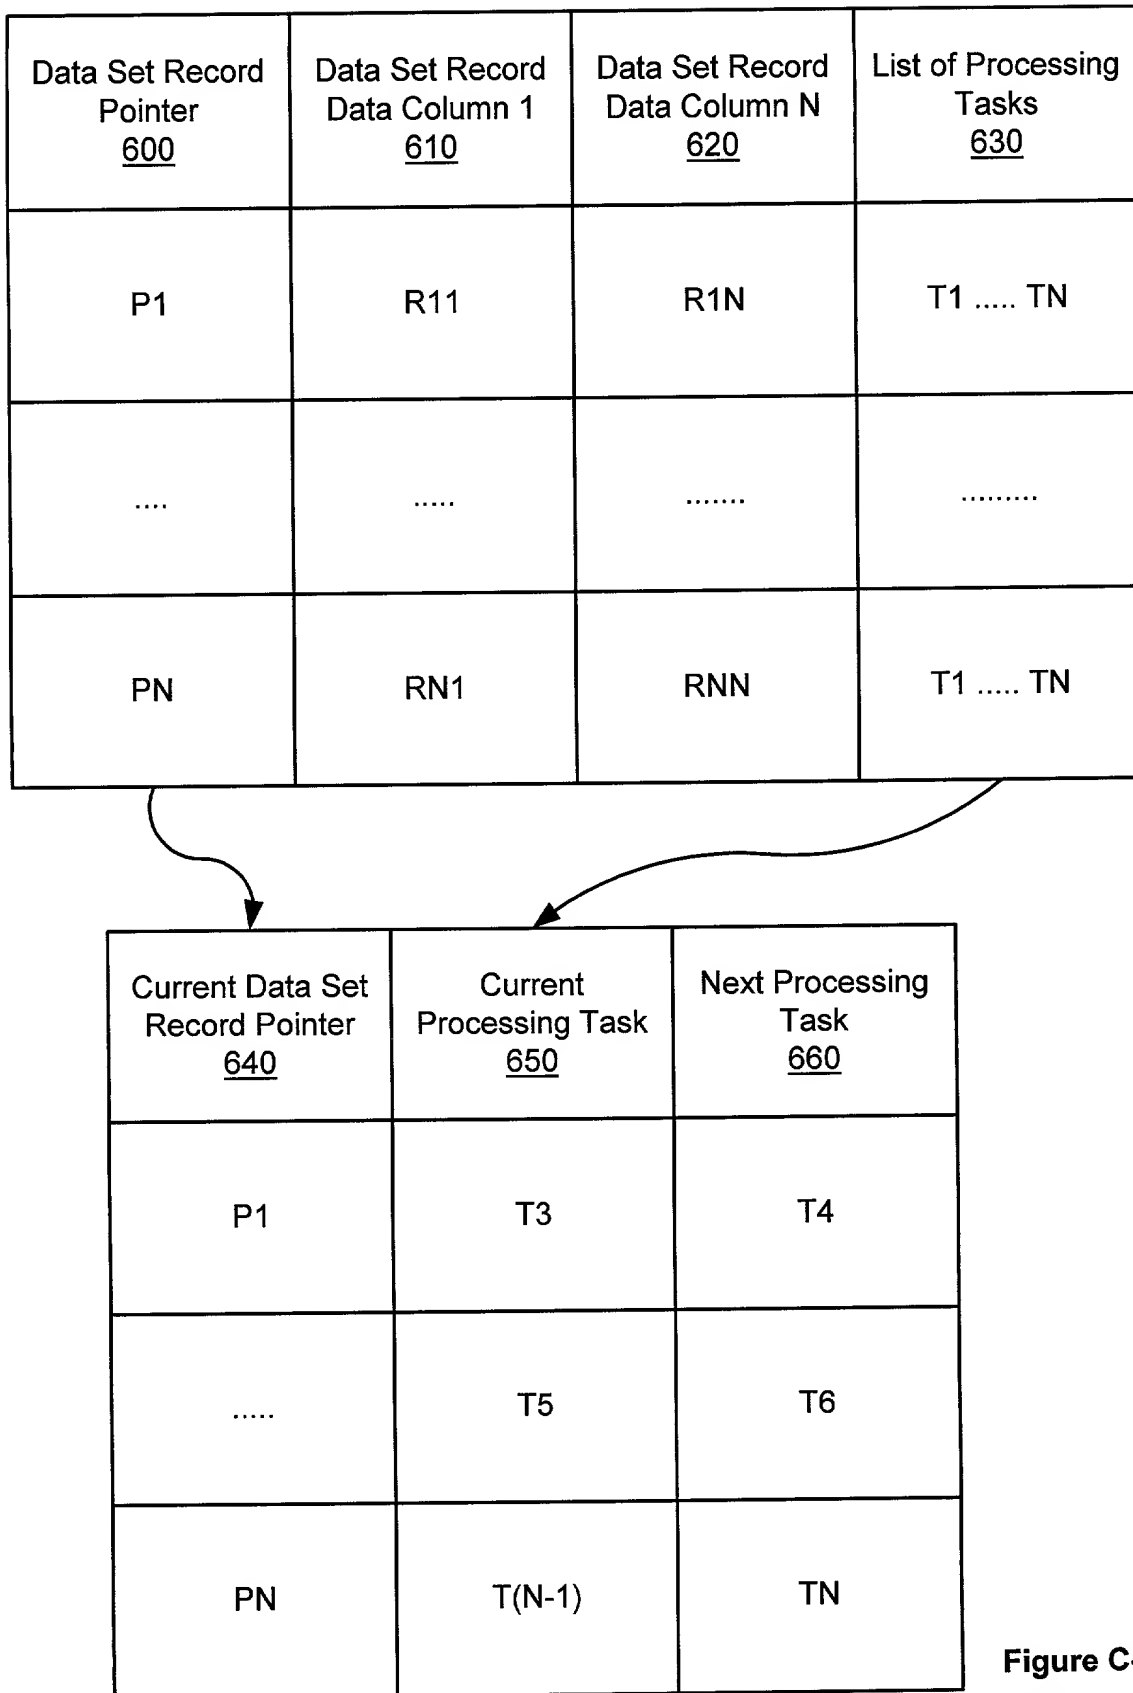 Data Set Record Pointer 600
Data Set Record Data Column 1 610
Data Set Record Data Column N 620
List of Processing Tasks 630
P1 R11 R1N T1 ..... TN
.... ..... ....... .........
PN RN1 RNN T1 ..... TN
Current Data Set Record Pointer 640
Current Processing Task 650
Next Processing Task 660
P1 T3 T4
..... T5 T6
PN T(N-1) TN
Figure C